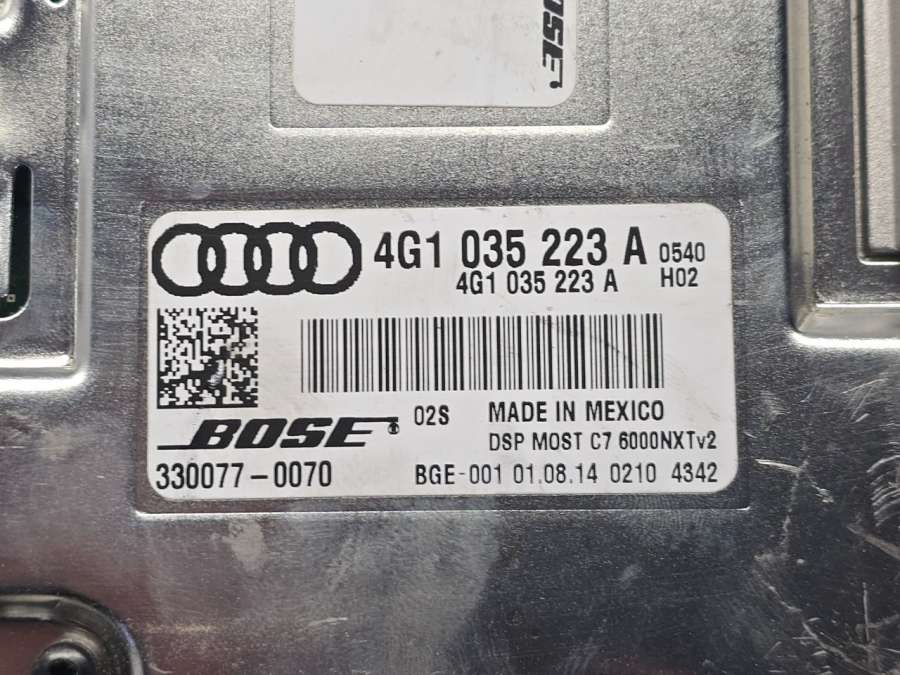 BOSE
4G1 035 223 A 0540
4G1 035 223 A H02
BOSE 02S MADE IN MEXICO
DSP MOST C7 6000NXTv2
330077-0070 BGE-001 01.08.14 0210 4342